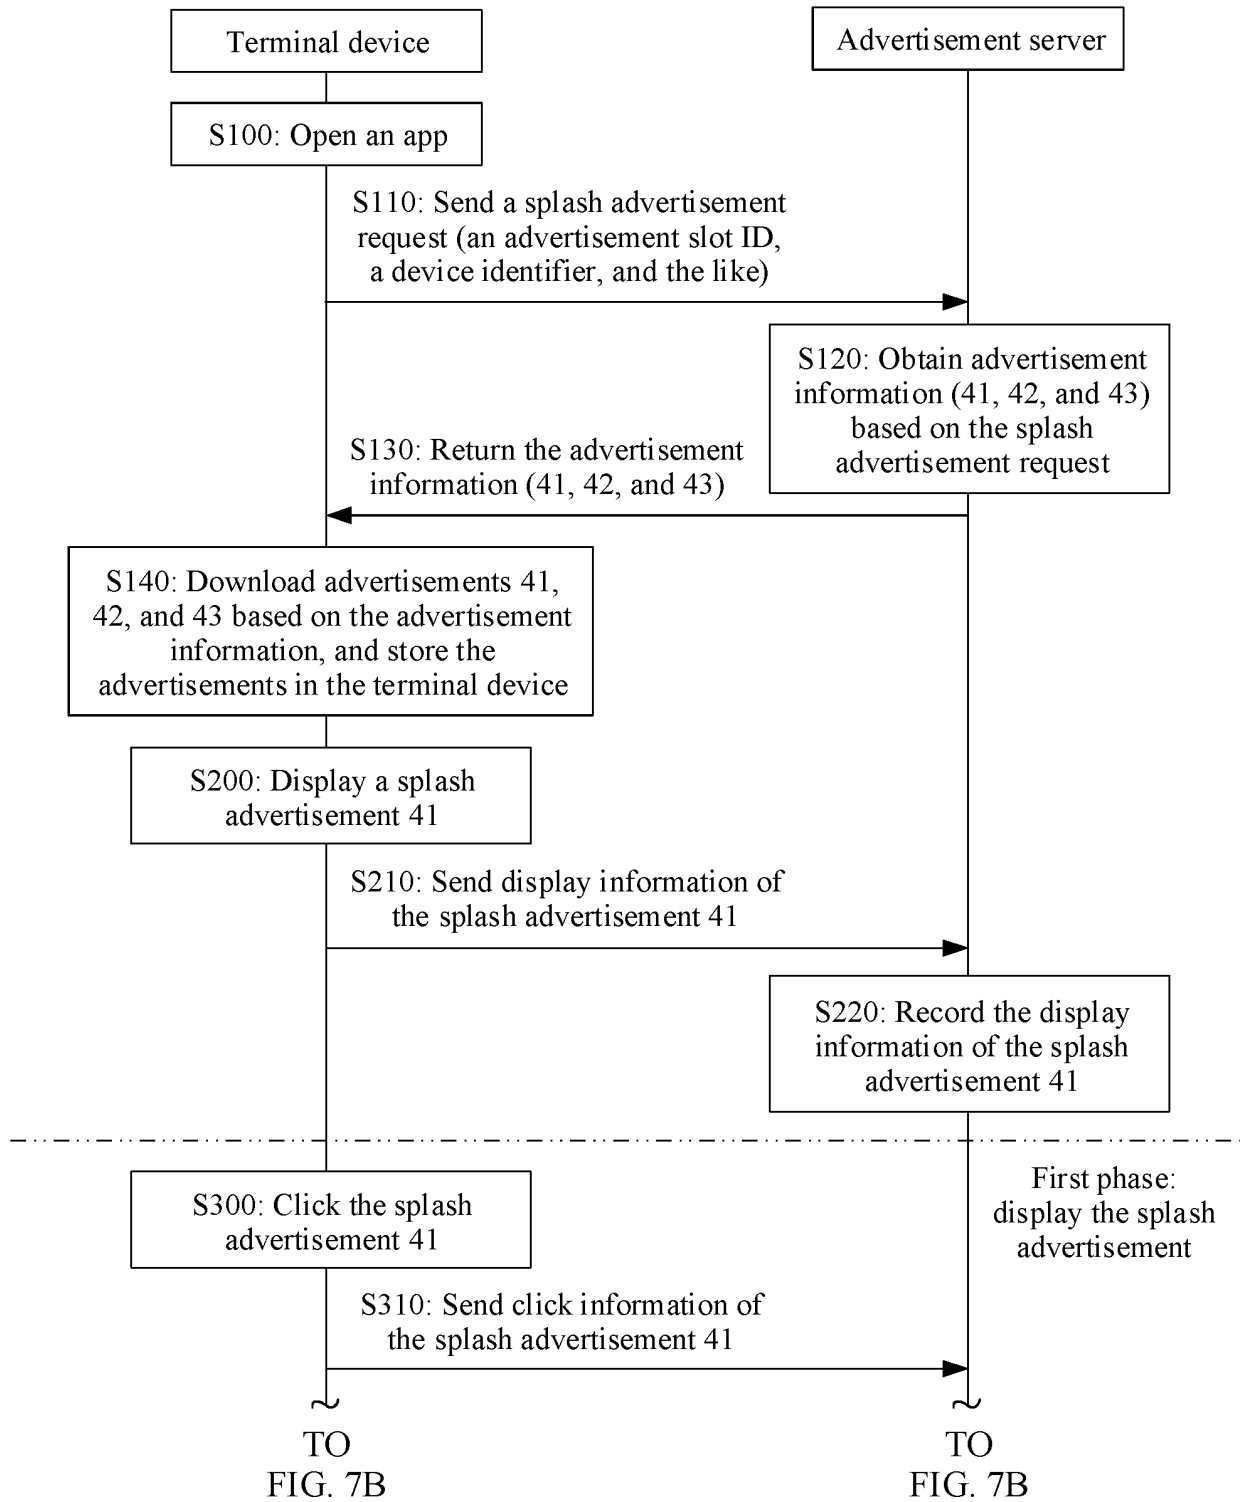 Terminal device
Advertisement server
S100: Open an app
S110: Send a splash advertisement
request (an advertisement slot ID,
a device identifier, and the like)
S120: Obtain advertisement
information (41, 42, and 43)
based on the splash
advertisement request
S130: Return the advertisement
information (41, 42, and 43)
S140: Download advertisements 41,
42, and 43 based on the advertisement
information, and store the
advertisements in the terminal device
S200: Display a splash
advertisement 41
S210: Send display information of
the splash advertisement 41
S220: Record the display
information of the splash
advertisement 41
First phase:
display the splash
advertisement
S300: Click the splash
advertisement 41
S310: Send click information of
the splash advertisement 41
TO
FIG. 7B
TO
FIG. 7B